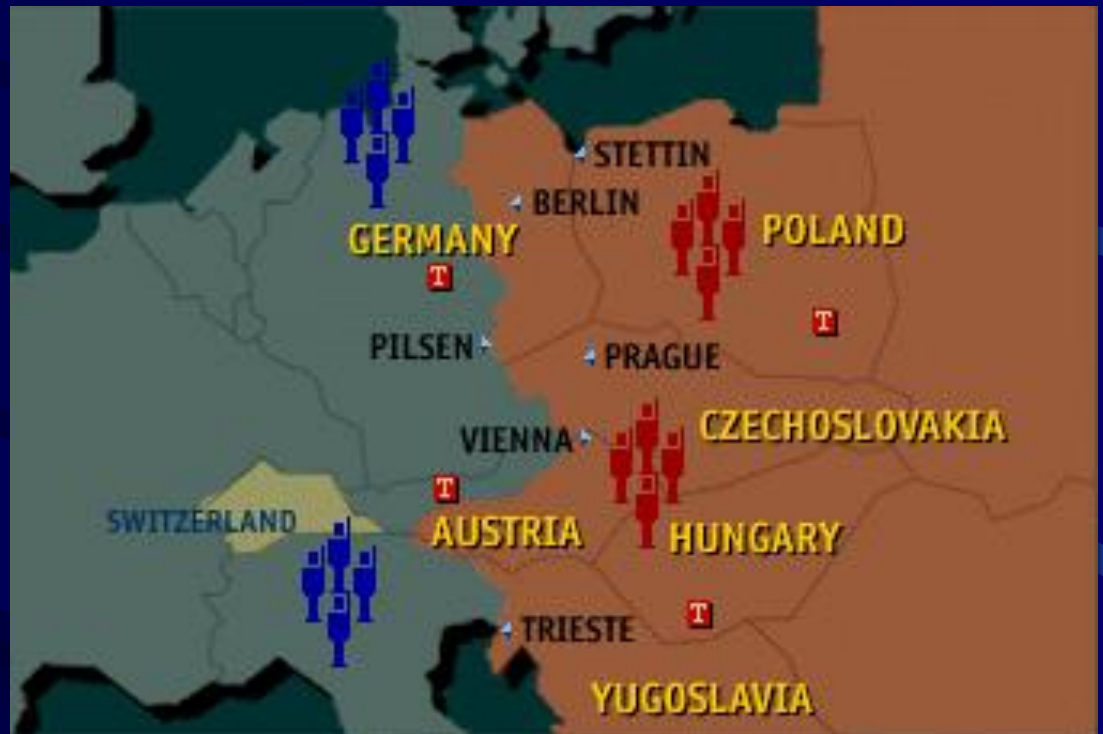 STETTIN
BERLIN
POLAND
GERMANY
T
T
PILSEN
PRAGUE
CZECHOSLOVAKIA
VIENNA
T
SWITZERLAND
AUSTRIA
HUNGARY
T
TRIESTE
YUGOSLAVIA